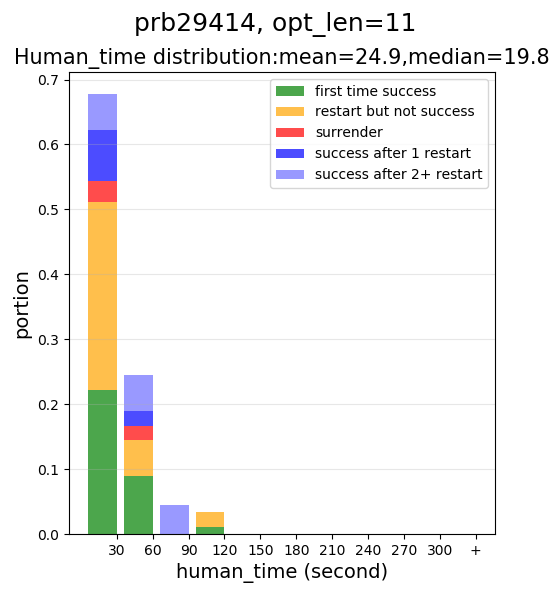 prb29414, opt_len=11
Human_time distribution:mean=24.9,median=19.8
first time success
restart but not success
surrender
success after 1 restart
success after 2+ restart
0.7
0.6
0.5
0.4
0.3
0.2
0.1
0.0
portion
30 60 90 120 150 180 210 240 270 300 +
human_time (second)